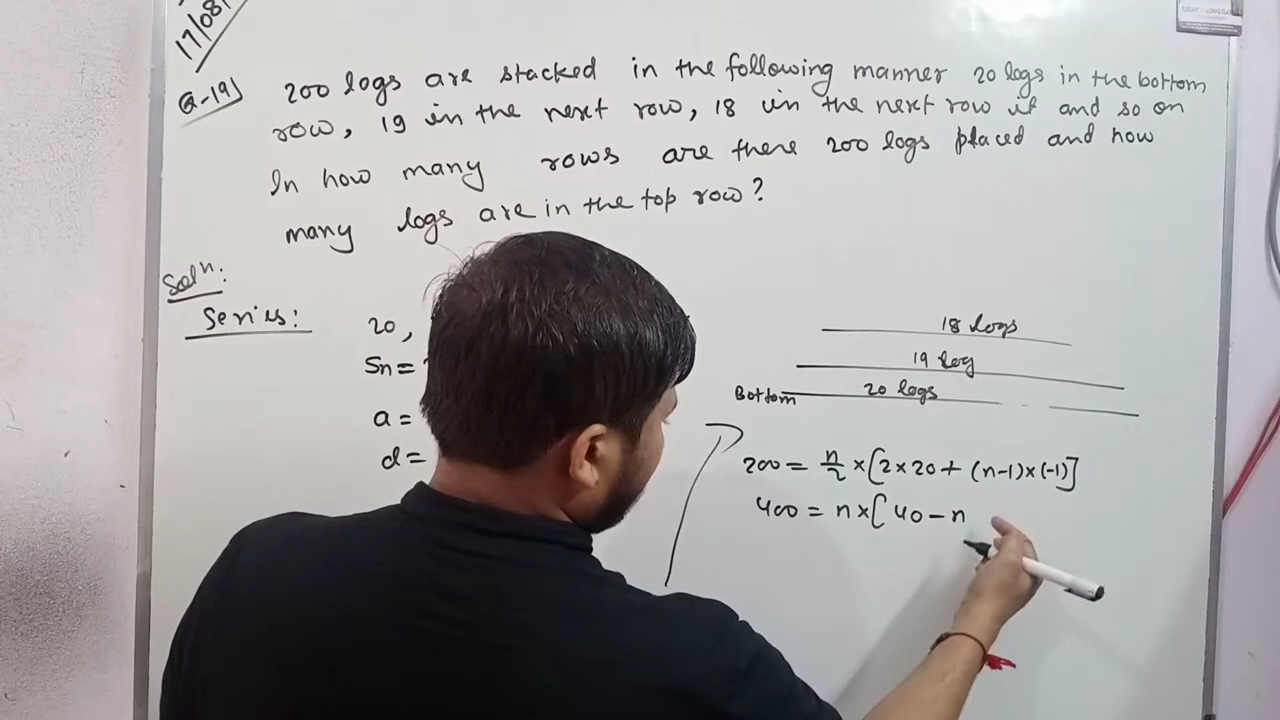 17/08/
Q-19)
200 logs are stacked in the following manner 20 logs in the bottom
row, 19 in the next row, 18 in the next row it and so on
In how many rows are there 200 logs placed and how
many logs are in the top row?
Soln:
Series:
20,
Sn=
a=
d=
18 logs
19 log
Bottom 20 logs
200 = n/2 × [2×20+ (n-1)×(-1)]
400 = n×[ 40 - n